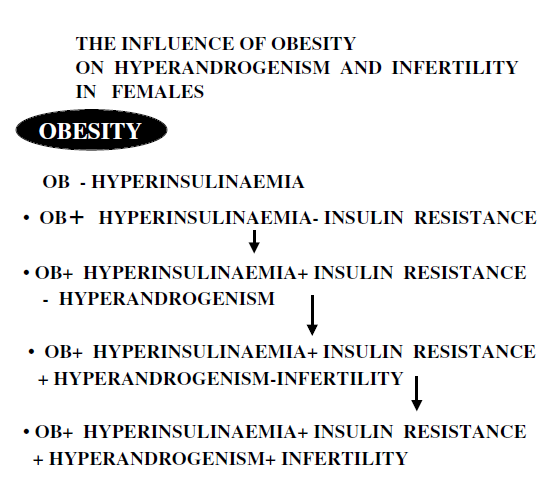 THE INFLUENCE OF OBESITY
ON HYPERANDROGENISM AND INFERTILITY
IN FEMALES
OBESITY
OB - HYPERINSULINAEMIA
• OB+ HYPERINSULINAEMIA- INSULIN RESISTANCE
• OB+ HYPERINSULINAEMIA+ INSULIN RESISTANCE
- HYPERANDROGENISM
• OB+ HYPERINSULINAEMIA+ INSULIN RESISTANCE
+ HYPERANDROGENISM-INFERTILITY
• OB+ HYPERINSULINAEMIA+ INSULIN RESISTANCE
+ HYPERANDROGENISM+ INFERTILITY